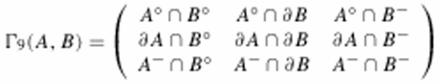 A° ∩ B° A° ∩ ∂B A° ∩ B⁻
Γ₉(A, B) = ( ∂A ∩ B° ∂A ∩ ∂B ∂A ∩ B⁻ )
A⁻ ∩ B° A⁻ ∩ ∂B A⁻ ∩ B⁻